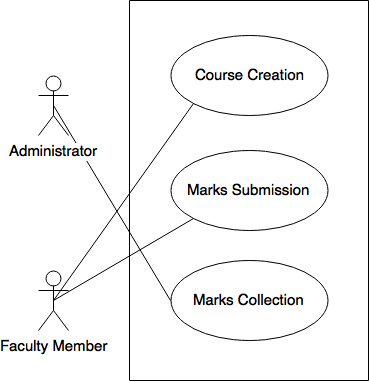 Course Creation
Administrator
Marks Submission
Marks Collection
Faculty Member